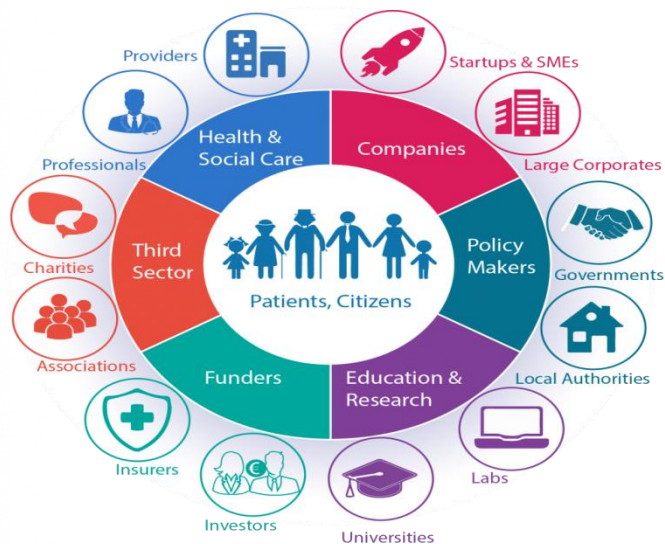 Providers
Startups & SMEs
Professionals
Health &
Social Care
Companies
Large Corporates
Charities
Third
Sector
Policy
Makers
Governments
Patients, Citizens
Associations
Funders
Education &
Research
Local Authorities
Insurers
Labs
Investors
Universities